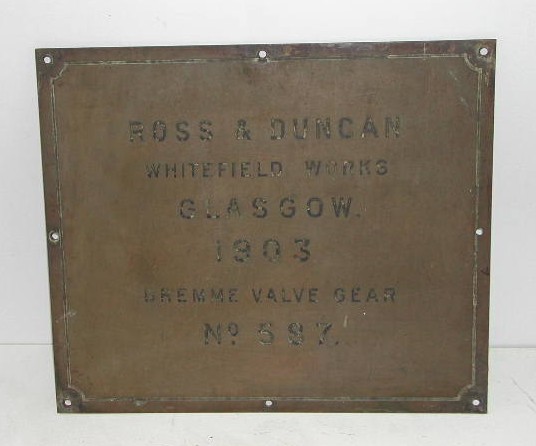 ROSS & DUNCAN
WHITEFIELD WORKS
GLASGOW.
1903
BREMME VALVE GEAR
No 587.